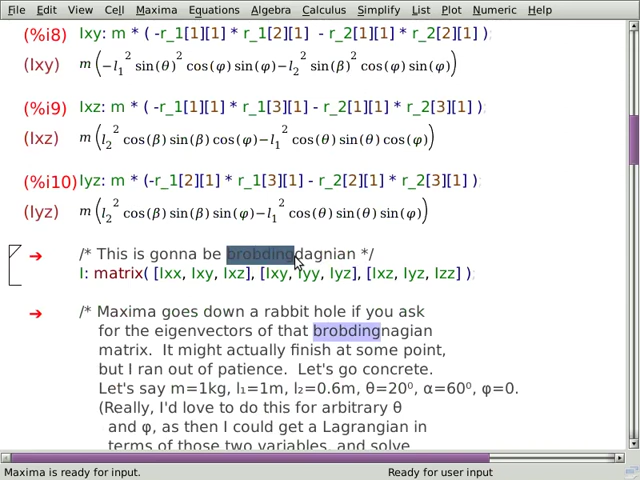 File Edit View Cell Maxima Equations Algebra Calculus Simplify List Plot Numeric Help
(%i8) Ixy: m * ( -r_1[1][1] * r_1[2][1] - r_2[1][1] * r_2[2][1] );
(Ixy) m (−l₁² sin(θ)² cos(φ) sin(φ)−l₂² sin(β)² cos(φ) sin(φ))
(%i9) Ixz: m * ( -r_1[1][1] * r_1[3][1] - r_2[1][1] * r_2[3][1] );
(Ixz) m (l₂² cos(β) sin(β) cos(φ)−l₁² cos(θ) sin(θ) cos(φ))
(%i10) Iyz: m * (-r_1[2][1] * r_1[3][1] - r_2[2][1] * r_2[3][1] );
(Iyz) m (l₂² cos(β) sin(β) sin(φ)−l₁² cos(θ) sin(θ) sin(φ))
➔ /* This is gonna be brobdingdagnian */
I: matrix( [Ixx, Ixy, Ixz], [Ixy, Iyy, Iyz], [Ixz, Iyz, Izz] );
➔ /* Maxima goes down a rabbit hole if you ask
for the eigenvectors of that brobdingnagian
matrix. It might actually finish at some point,
but I ran out of patience. Let's go concrete.
Let's say m=1kg, l₁=1m, l₂=0.6m, θ=20⁰, α=60⁰, φ=0.
(Really, I'd love to do this for arbitrary θ
and φ, as then I could get a Lagrangian in
terms of those two variables, and solve
Maxima is ready for input. Ready for user input